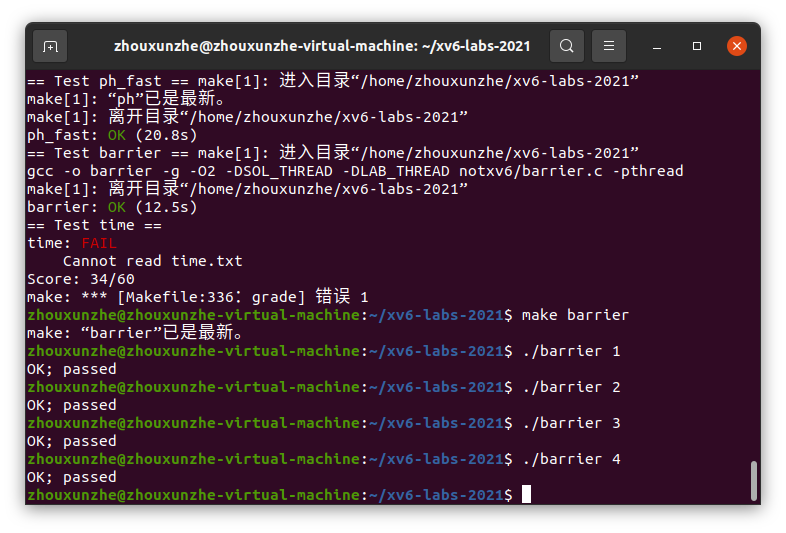 zhouxunzhe@zhouxunzhe-virtual-machine: ~/xv6-labs-2021
== Test ph_fast == make[1]: 进入目录“/home/zhouxunzhe/xv6-labs-2021”
make[1]: “ph”已是最新。
make[1]: 离开目录“/home/zhouxunzhe/xv6-labs-2021”
ph_fast: OK (20.8s)
== Test barrier == make[1]: 进入目录“/home/zhouxunzhe/xv6-labs-2021”
gcc -o barrier -g -O2 -DSOL_THREAD -DLAB_THREAD notxv6/barrier.c -pthread
make[1]: 离开目录“/home/zhouxunzhe/xv6-labs-2021”
barrier: OK (12.5s)
== Test time ==
time: FAIL
    Cannot read time.txt
Score: 34/60
make: *** [Makefile:336：grade] 错误 1
zhouxunzhe@zhouxunzhe-virtual-machine:~/xv6-labs-2021$ make barrier
make: “barrier”已是最新。
zhouxunzhe@zhouxunzhe-virtual-machine:~/xv6-labs-2021$ ./barrier 1
OK; passed
zhouxunzhe@zhouxunzhe-virtual-machine:~/xv6-labs-2021$ ./barrier 2
OK; passed
zhouxunzhe@zhouxunzhe-virtual-machine:~/xv6-labs-2021$ ./barrier 3
OK; passed
zhouxunzhe@zhouxunzhe-virtual-machine:~/xv6-labs-2021$ ./barrier 4
OK; passed
zhouxunzhe@zhouxunzhe-virtual-machine:~/xv6-labs-2021$